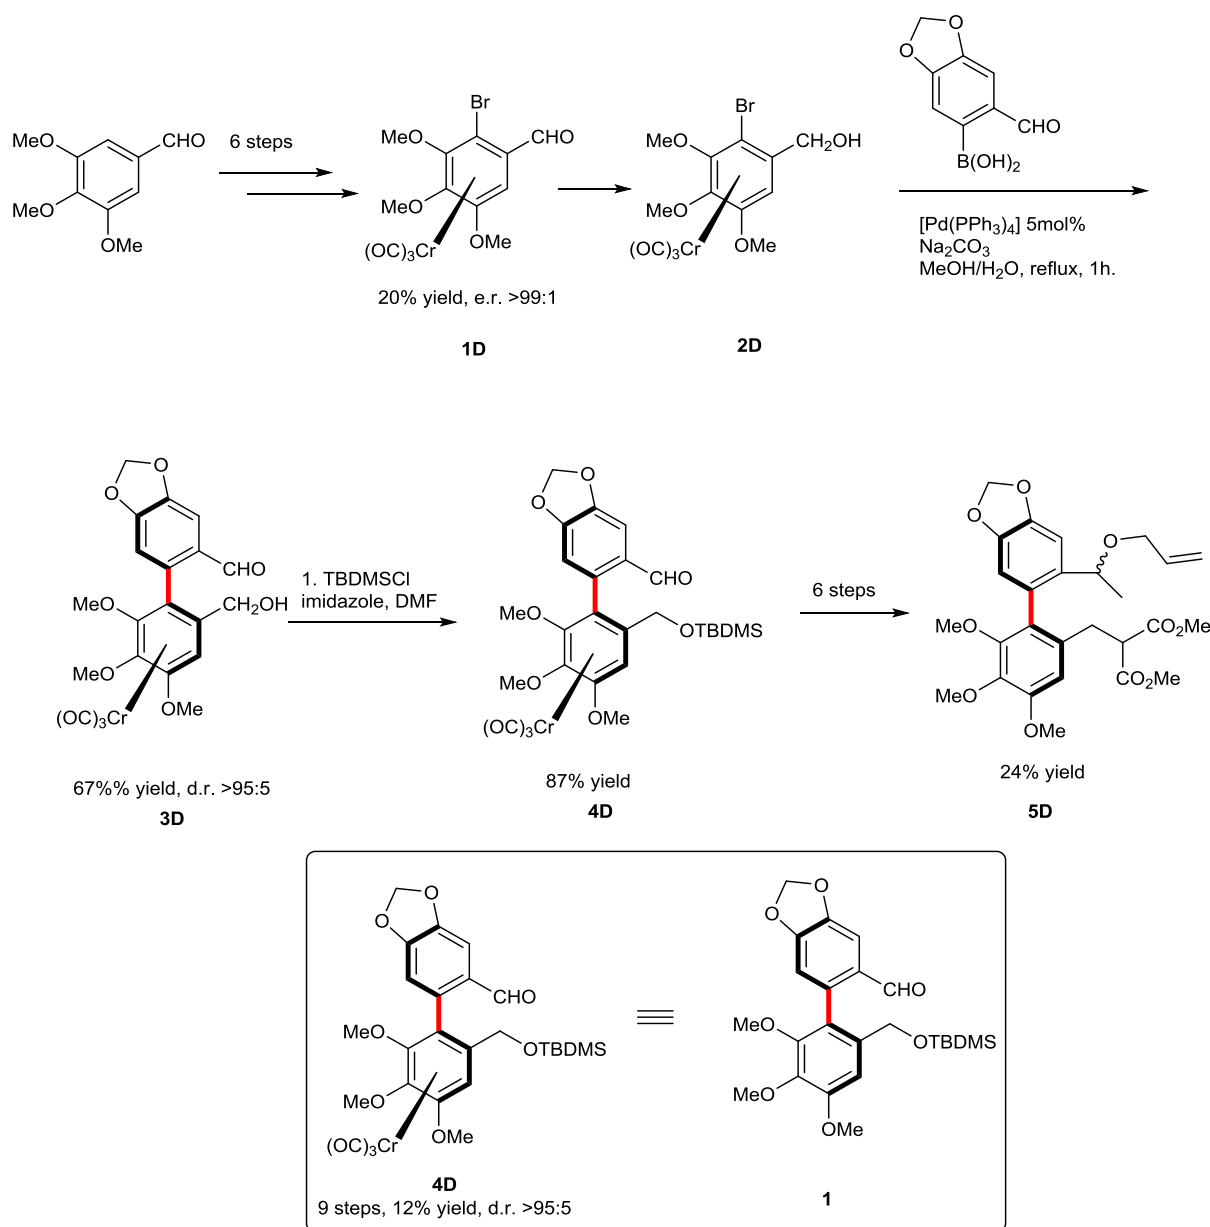 O
O
CHO
B(OH)2
MeO
CHO
MeO
OMe
6 steps
Br
MeO
CHO
MeO
OMe
(OC)3Cr
20% yield, e.r. >99:1
1D
Br
MeO
CH2OH
MeO
OMe
(OC)3Cr
2D
[Pd(PPh3)4] 5mol%
Na2CO3
MeOH/H2O, reflux, 1h.
O
O
CHO
MeO
CH2OH
MeO
OMe
(OC)3Cr
67%% yield, d.r. >95:5
3D
1. TBDMSCl
imidazole, DMF
O
O
CHO
MeO
OTBDMS
MeO
OMe
(OC)3Cr
87% yield
4D
6 steps
O
O
O
MeO
CO2Me
MeO
CO2Me
OMe
24% yield
5D
O
O
CHO
MeO
OTBDMS
MeO
OMe
(OC)3Cr
4D
9 steps, 12% yield, d.r. >95:5
O
O
CHO
MeO
OTBDMS
MeO
OMe
1